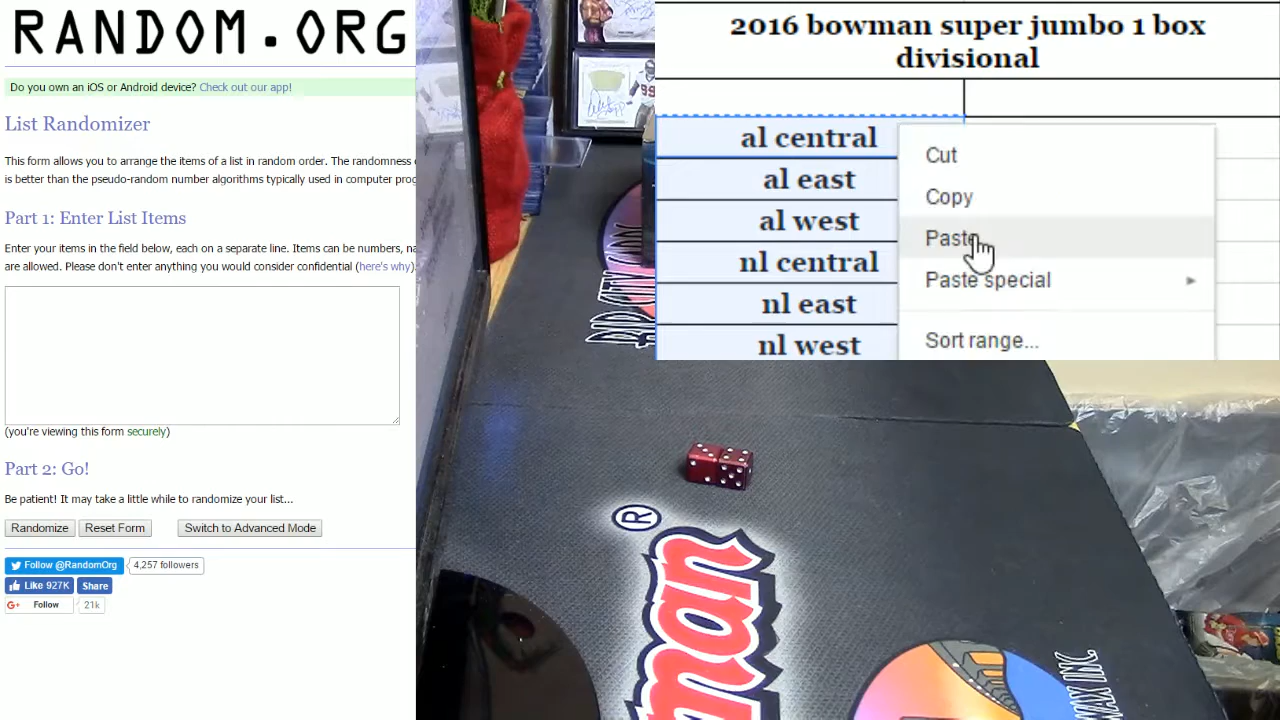 RANDOM.ORG
Do you own an iOS or Android device? Check out our app!
List Randomizer
This form allows you to arrange the items of a list in random order. The randomness
is better than the pseudo-random number algorithms typically used in computer
Part 1: Enter List Items
Enter your items in the field below, each on a separate line. Items can be numbers,
are allowed. Please don't enter anything you would consider confidential (here's why)
(you're viewing this form securely)
Part 2: Go!
Be patient! It may take a little while to randomize your list...
Randomize Reset Form Switch to Advanced Mode
Follow @RandomOrg 4,257 followers
Like 927K Share
G+ Follow 21k
2016 bowman super jumbo 1 box
divisional
al central
al east
al west
nl central
nl east
nl west
Cut
Copy
Paste
Paste special
Sort range...
99
®
man
WAX INC